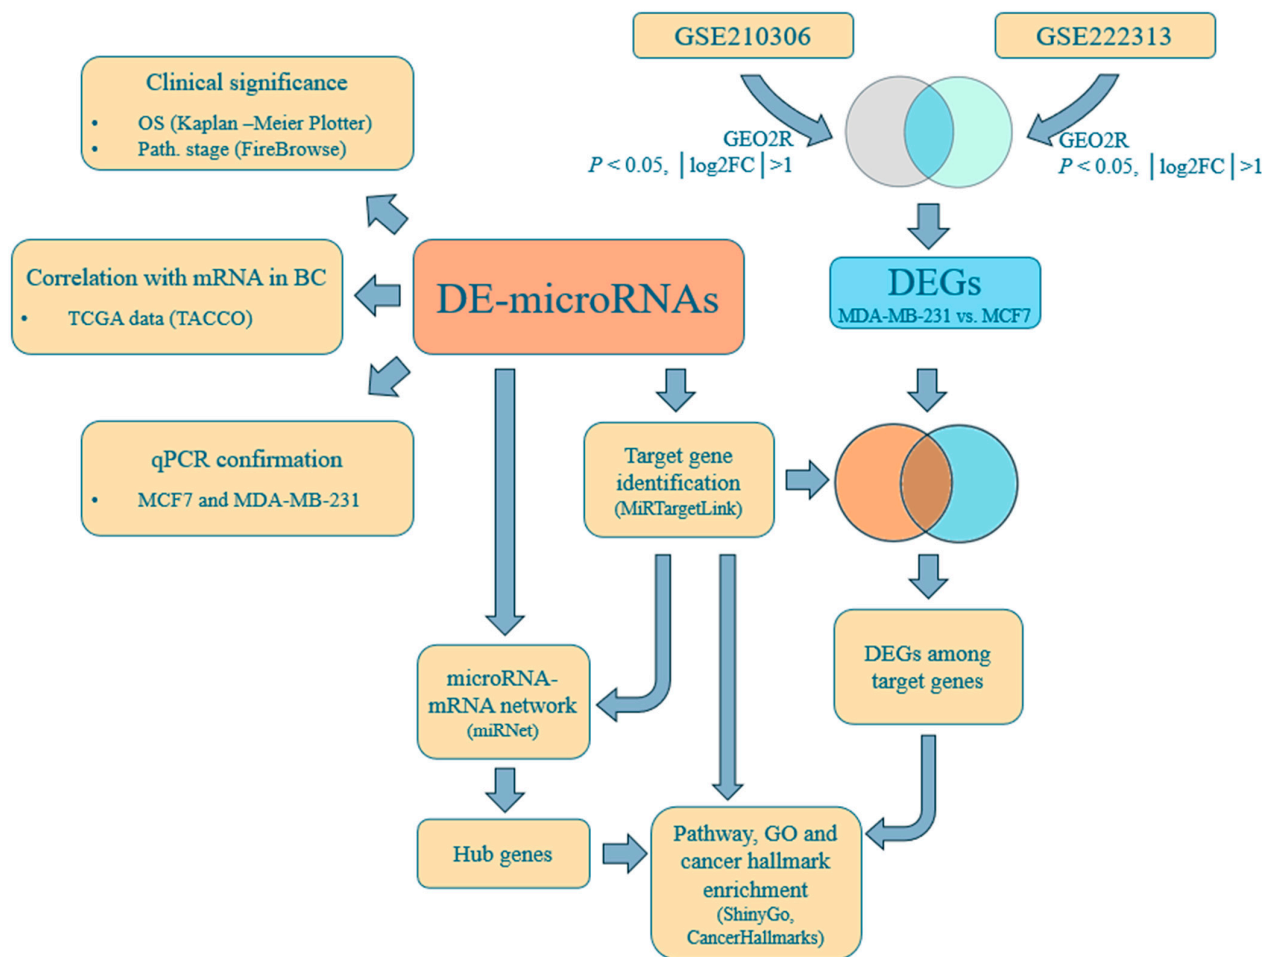 GSE210306
GSE222313
Clinical significance
• OS (Kaplan –Meier Plotter)
• Path. stage (FireBrowse)
GEO2R
P < 0.05, |log2FC|>1
GEO2R
P < 0.05, |log2FC|>1
Correlation with mRNA in BC
• TCGA data (TACCO)
DE-microRNAs
DEGs
MDA-MB-231 vs. MCF7
qPCR confirmation
• MCF7 and MDA-MB-231
Target gene
identification
(MiRTargetLink)
microRNA-
mRNA network
(miRNet)
DEGs among
target genes
Hub genes
Pathway, GO and
cancer hallmark
enrichment
(ShinyGo,
CancerHallmarks)